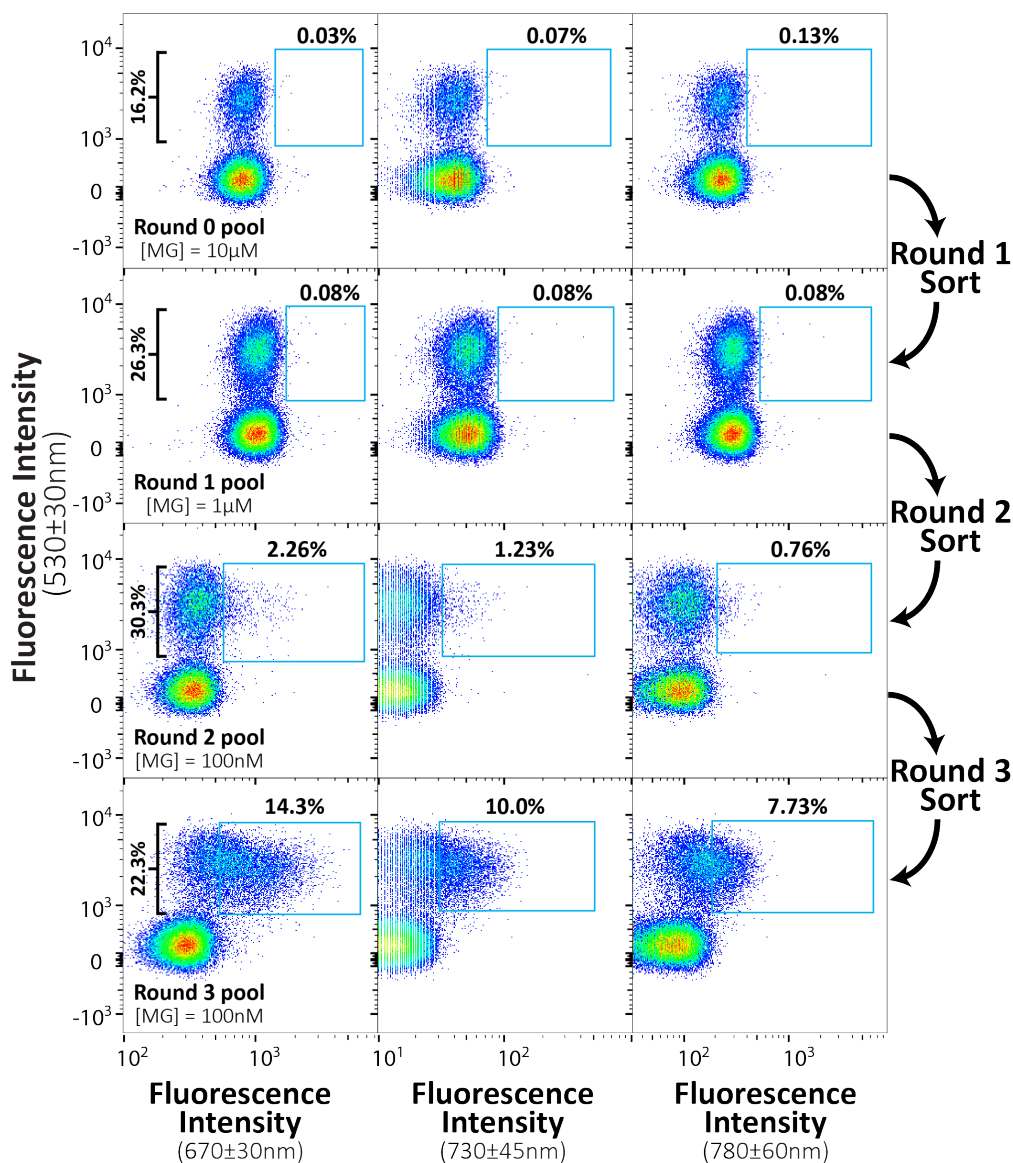 0.03%
0.07%
0.13%
10⁴
16.2%
10³
0
Round 0 pool
-10³
[MG] = 10µM
Round 1
Sort
0.08%
0.08%
0.08%
10⁴
26.3%
10³
0
Round 1 pool
-10³
[MG] = 1µM
Round 2
Sort
Fluorescence Intensity
(530±30nm)
2.26%
1.23%
0.76%
10⁴
30.3%
10³
0
Round 2 pool
-10³
[MG] = 100nM
Round 3
Sort
14.3%
10.0%
7.73%
10⁴
22.3%
10³
0
Round 3 pool
-10³
[MG] = 100nM
10² 10³ 10¹ 10² 10² 10³
Fluorescence
Intensity
(670±30nm)
Fluorescence
Intensity
(730±45nm)
Fluorescence
Intensity
(780±60nm)